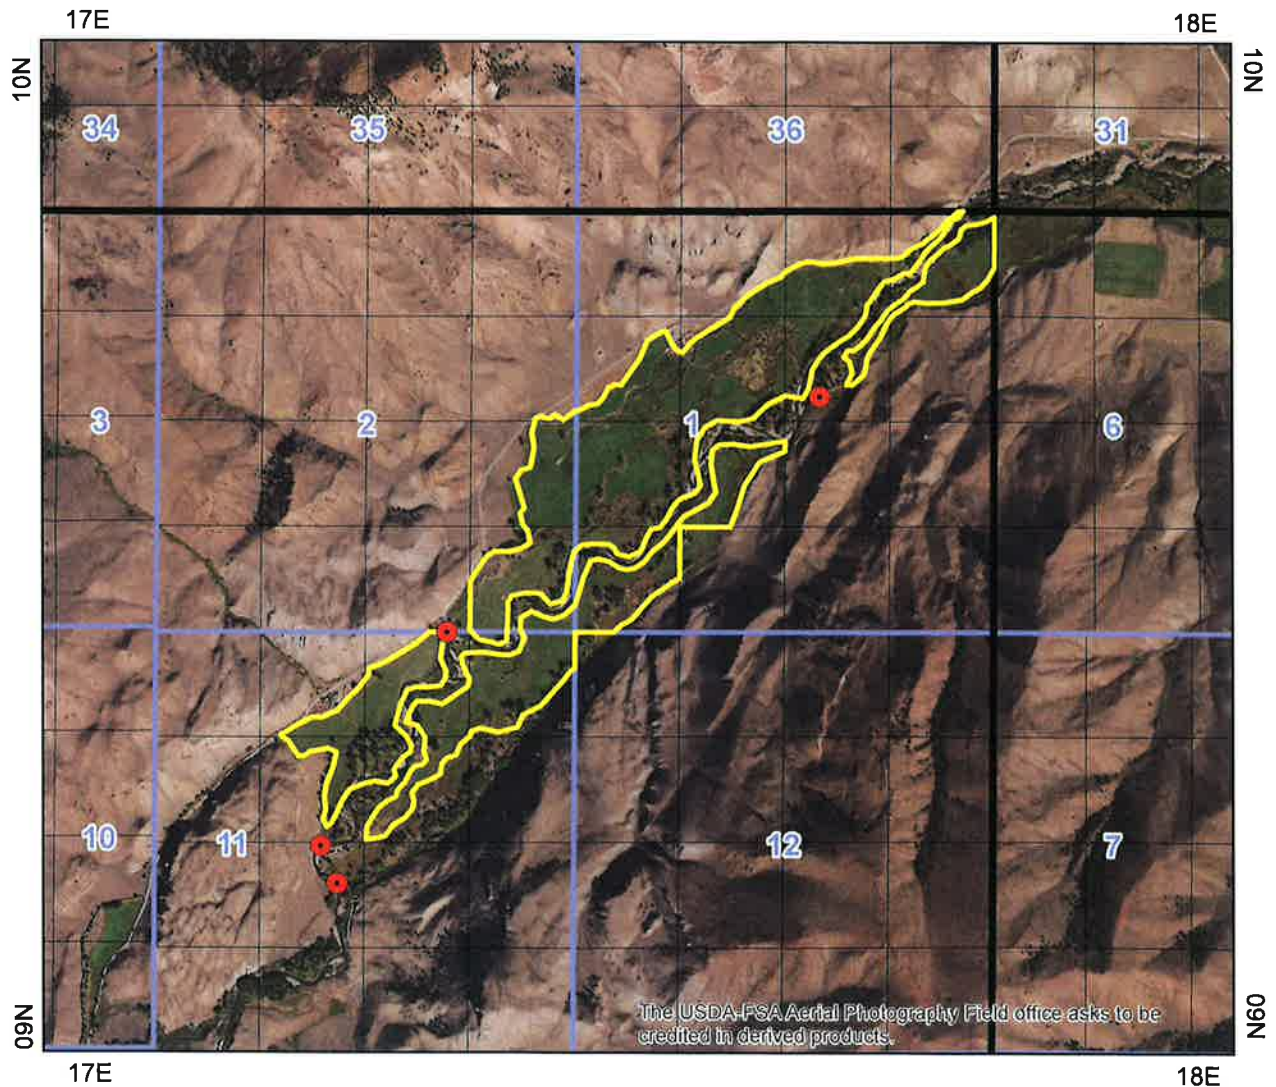 17E
18E
10N
10N
34
35
36
31
3
2
1
6
10
11
12
7
The USDA-FSA Aerial Photography Field office asks to be
credited in derived products.
09N
09N
17E
18E